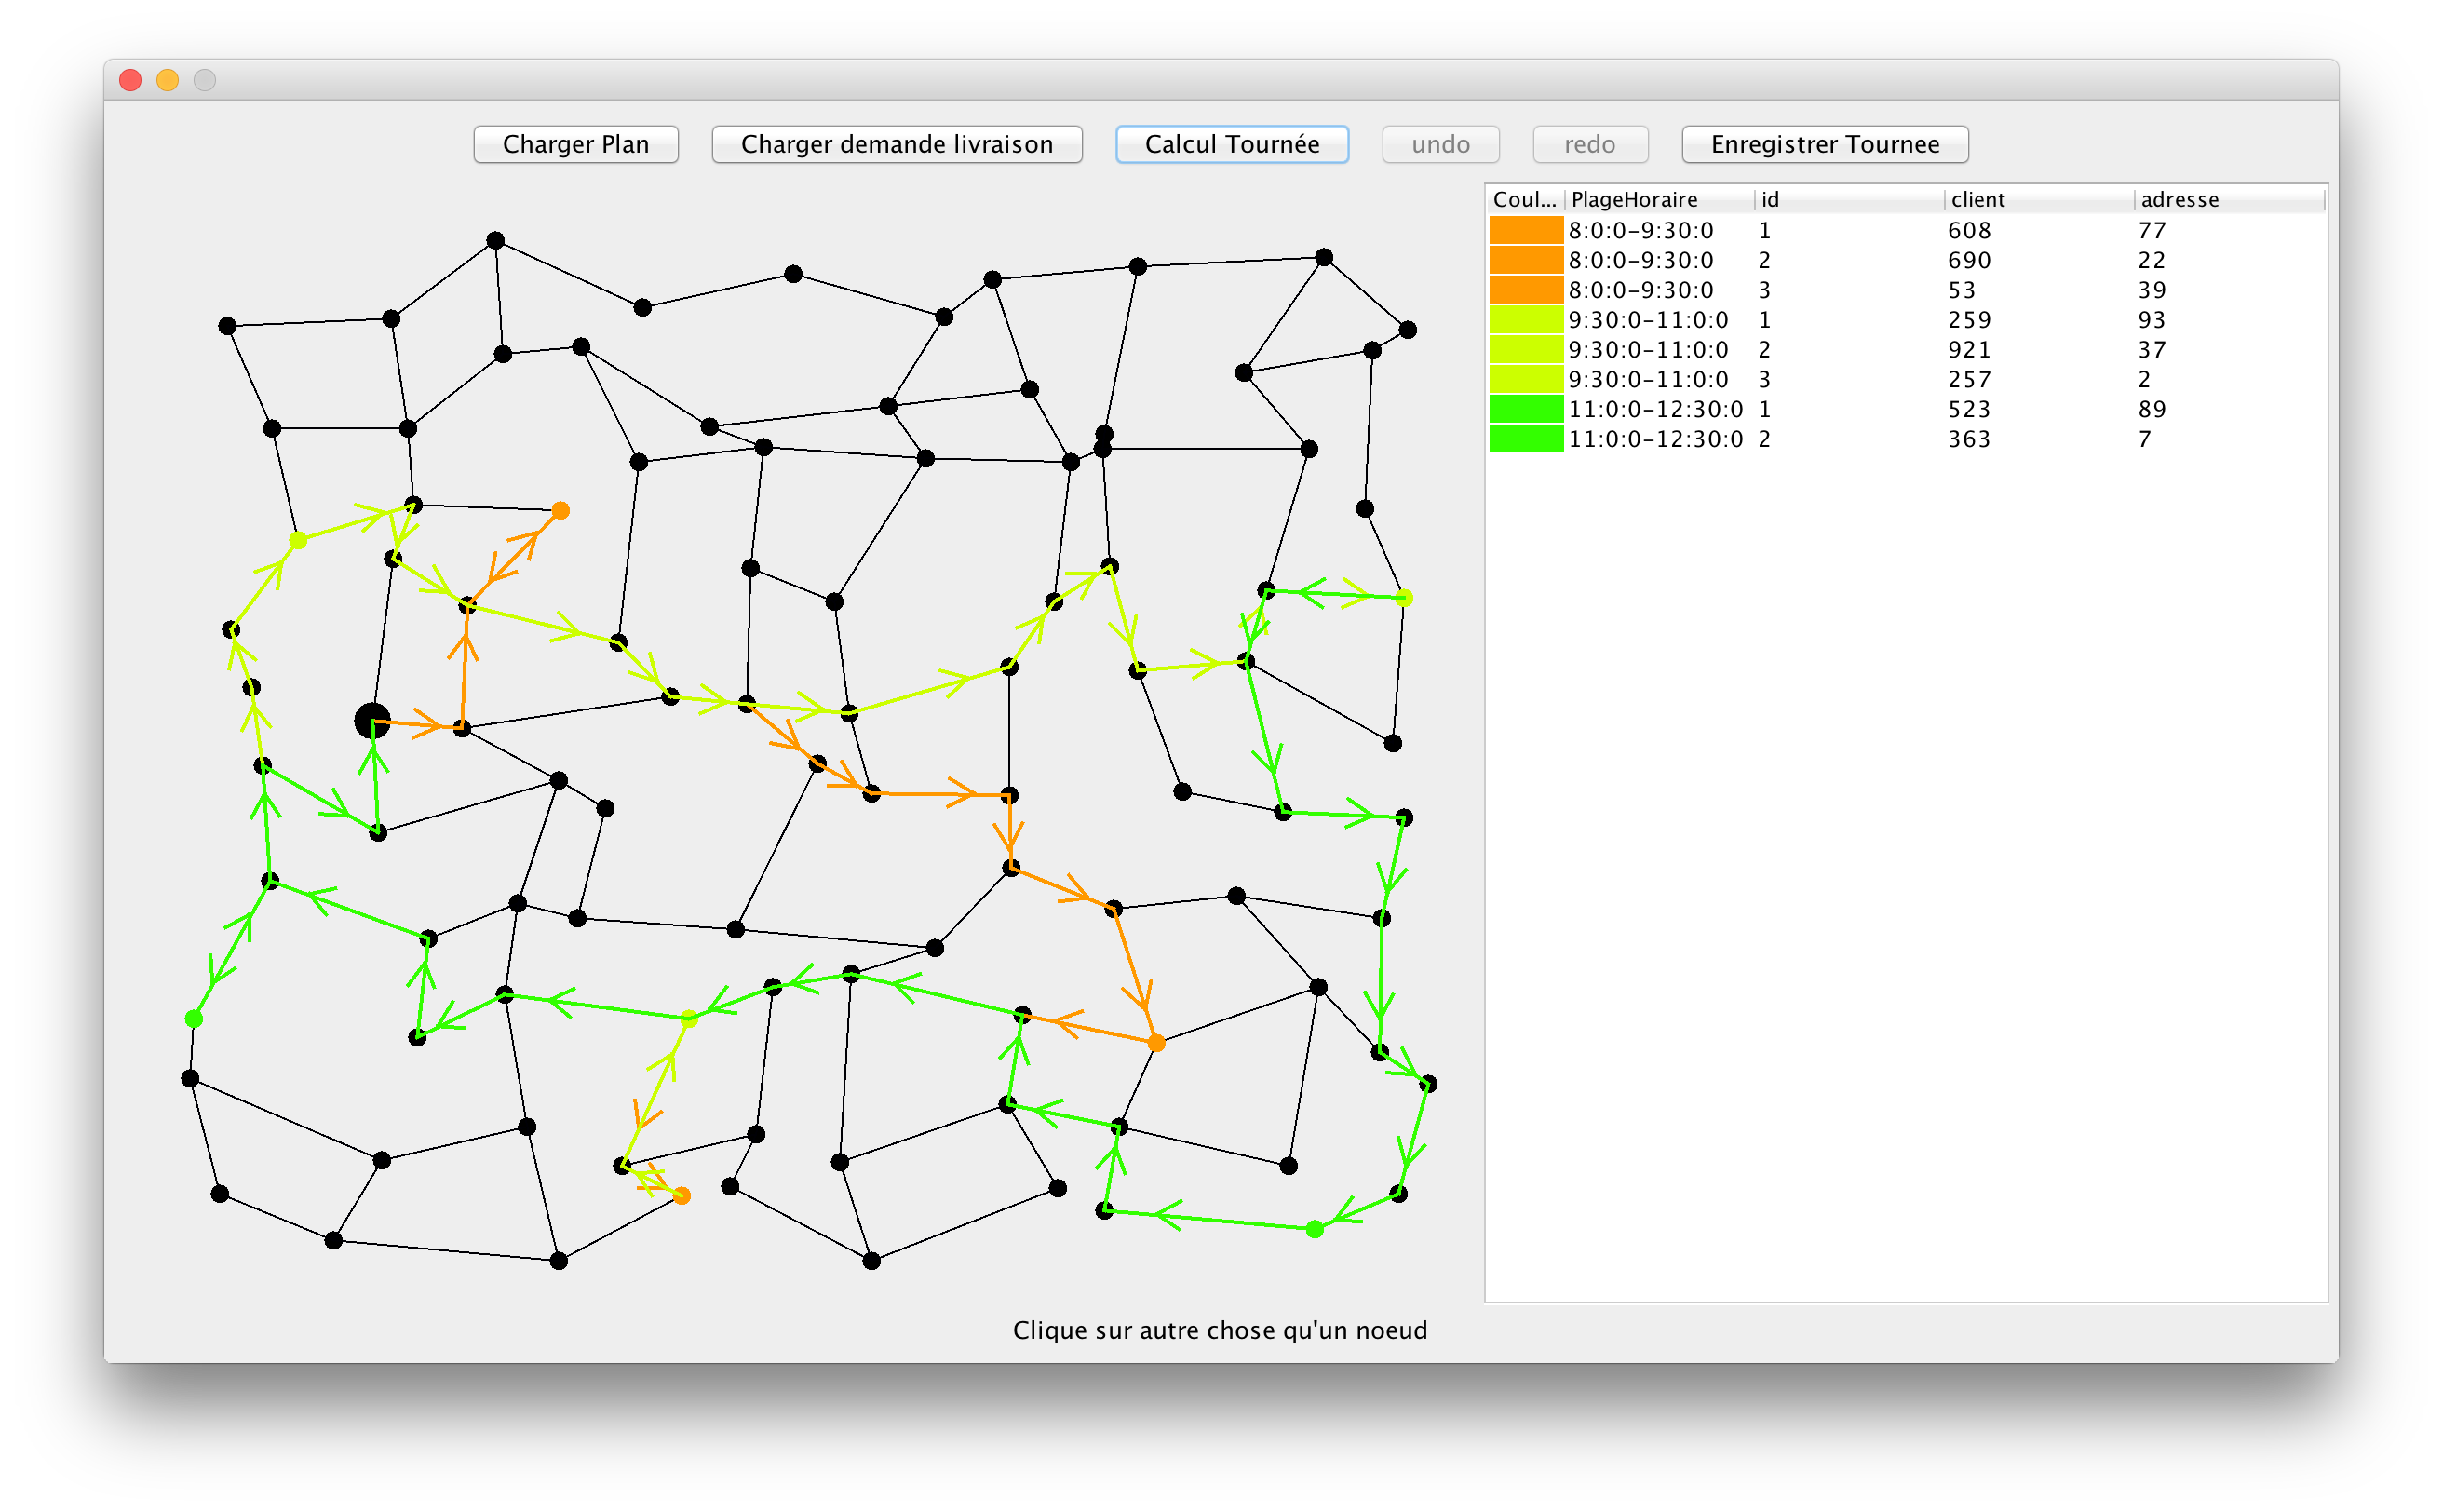 Charger Plan Charger demande livraison Calcul Tournée undo redo Enregistrer Tournee
Coul... PlageHoraire id client adresse
8:0:0-9:30:0 1 608 77
8:0:0-9:30:0 2 690 22
8:0:0-9:30:0 3 53 39
9:30:0-11:0:0 1 259 93
9:30:0-11:0:0 2 921 37
9:30:0-11:0:0 3 257 2
11:0:0-12:30:0 1 523 89
11:0:0-12:30:0 2 363 7
Clique sur autre chose qu'un noeud